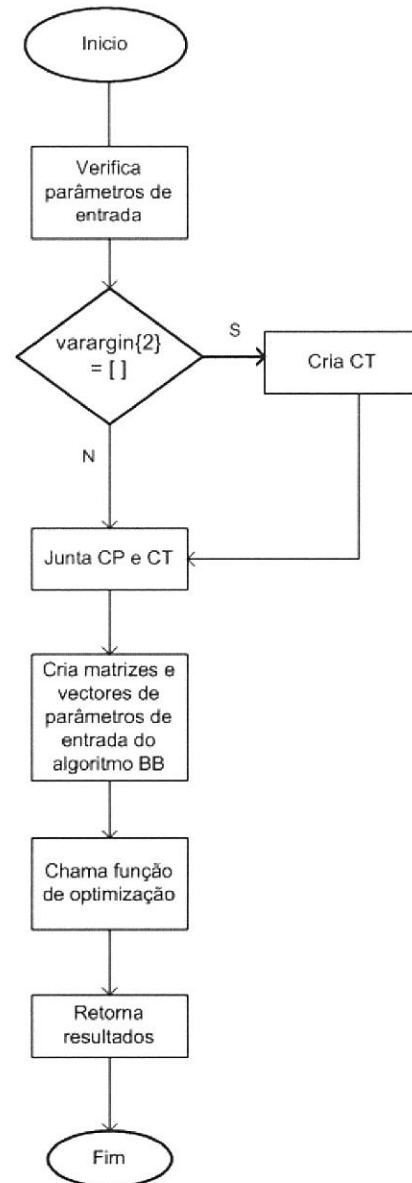 Inicio
Verifica
parâmetros de
entrada
varargin{2}
= [ ]
S
Cria CT
N
Junta CP e CT
Cria matrizes e
vectores de
parâmetros de
entrada do
algoritmo BB
Chama função
de optimização
Retorna
resultados
Fim